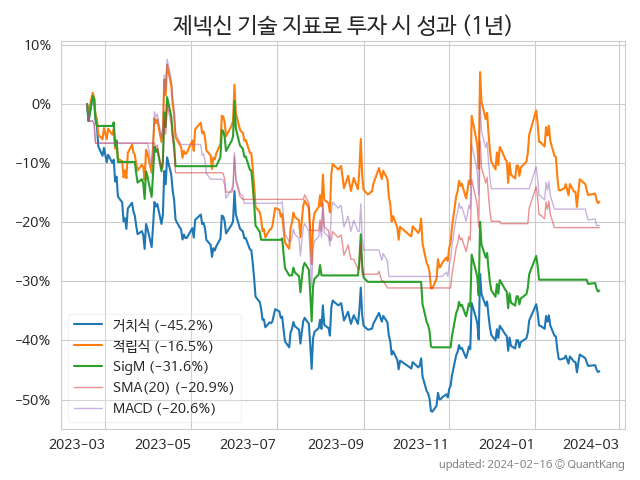 제넥신 기술 지표로 투자 시 성과 (1년)
10%
0%
−10%
−20%
−30%
−40%
−50%
거치식 (−45.2%)
적립식 (−16.5%)
SigM (−31.6%)
SMA(20) (−20.9%)
MACD (−20.6%)
2023-03
2023-05
2023-07
2023-09
2023-11
2024-01
2024-03
updated: 2024-02-16 © QuantKang